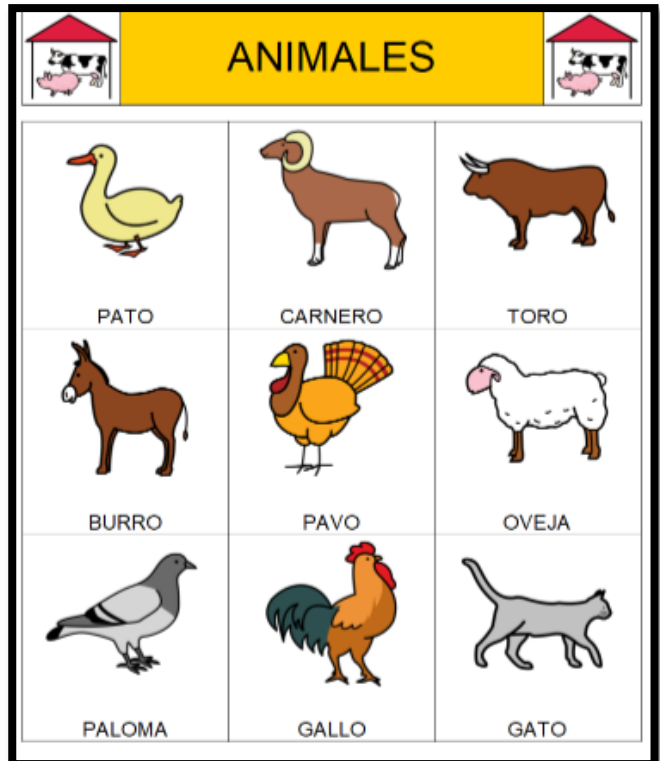 ANIMALES
PATO CARNERO TORO
BURRO PAVO OVEJA
PALOMA GALLO GATO